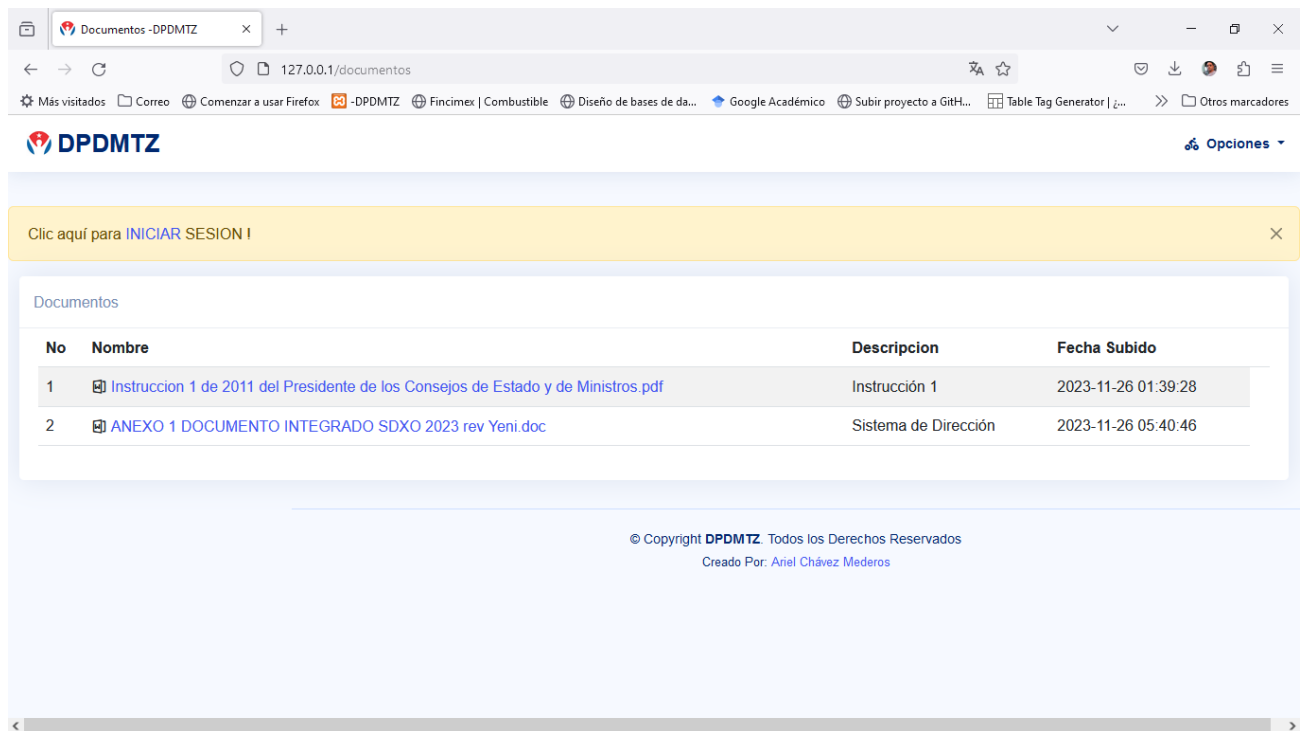 Documentos -DPDMTZ
127.0.0.1/documentos
Más visitados Correo Comenzar a usar Firefox -DPDMTZ Fincimex | Combustible Diseño de bases de da... Google Académico Subir proyecto a GitH... Table Tag Generator | ¿... Otros marcadores
DPDMTZ Opciones
Clic aquí para INICIAR SESION !
Documentos
No Nombre Descripcion Fecha Subido
1 Instruccion 1 de 2011 del Presidente de los Consejos de Estado y de Ministros.pdf Instrucción 1 2023-11-26 01:39:28
2 ANEXO 1 DOCUMENTO INTEGRADO SDXO 2023 rev Yeni.doc Sistema de Dirección 2023-11-26 05:40:46
© Copyright DPDMTZ. Todos los Derechos Reservados
Creado Por: Ariel Chávez Mederos